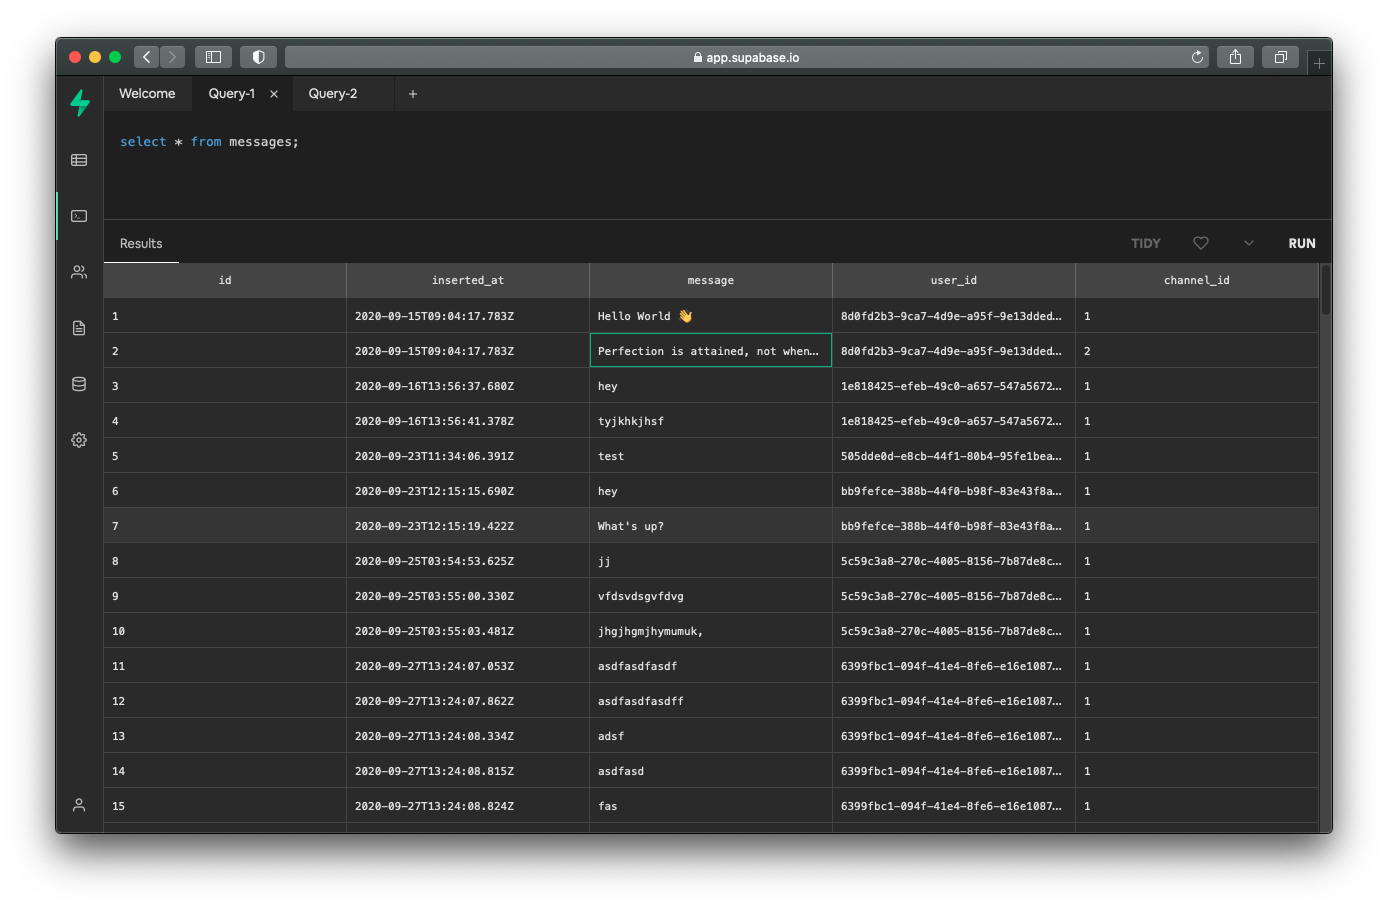 app.supabase.io
Welcome Query-1 × Query-2 +
select * from messages;
Results TIDY RUN
id inserted_at message user_id channel_id
1 2020-09-15T09:04:17.783Z Hello World 👋 8d0fd2b3-9ca7-4d9e-a95f-9e13dded… 1
2 2020-09-15T09:04:17.783Z Perfection is attained, not when… 8d0fd2b3-9ca7-4d9e-a95f-9e13dded… 2
3 2020-09-16T13:56:37.680Z hey 1e818425-efeb-49c0-a657-547a5672… 1
4 2020-09-16T13:56:41.378Z tyjkhkjhsf 1e818425-efeb-49c0-a657-547a5672… 1
5 2020-09-23T11:34:06.391Z test 505dde0d-e8cb-44f1-80b4-95fe1bea… 1
6 2020-09-23T12:15:15.690Z hey bb9fefce-388b-44f0-b98f-83e43f8a… 1
7 2020-09-23T12:15:19.422Z What's up? bb9fefce-388b-44f0-b98f-83e43f8a… 1
8 2020-09-25T03:54:53.625Z jj 5c59c3a8-270c-4005-8156-7b87de8c… 1
9 2020-09-25T03:55:00.330Z vfdsvdsgvfdvg 5c59c3a8-270c-4005-8156-7b87de8c… 1
10 2020-09-25T03:55:03.481Z jhgjhgmjhymumuk, 5c59c3a8-270c-4005-8156-7b87de8c… 1
11 2020-09-27T13:24:07.053Z asdfasdfasdf 6399fbc1-094f-41e4-8fe6-e16e1087… 1
12 2020-09-27T13:24:07.862Z asdfasdfasdff 6399fbc1-094f-41e4-8fe6-e16e1087… 1
13 2020-09-27T13:24:08.334Z adsf 6399fbc1-094f-41e4-8fe6-e16e1087… 1
14 2020-09-27T13:24:08.815Z asdfasd 6399fbc1-094f-41e4-8fe6-e16e1087… 1
15 2020-09-27T13:24:08.824Z fas 6399fbc1-094f-41e4-8fe6-e16e1087… 1